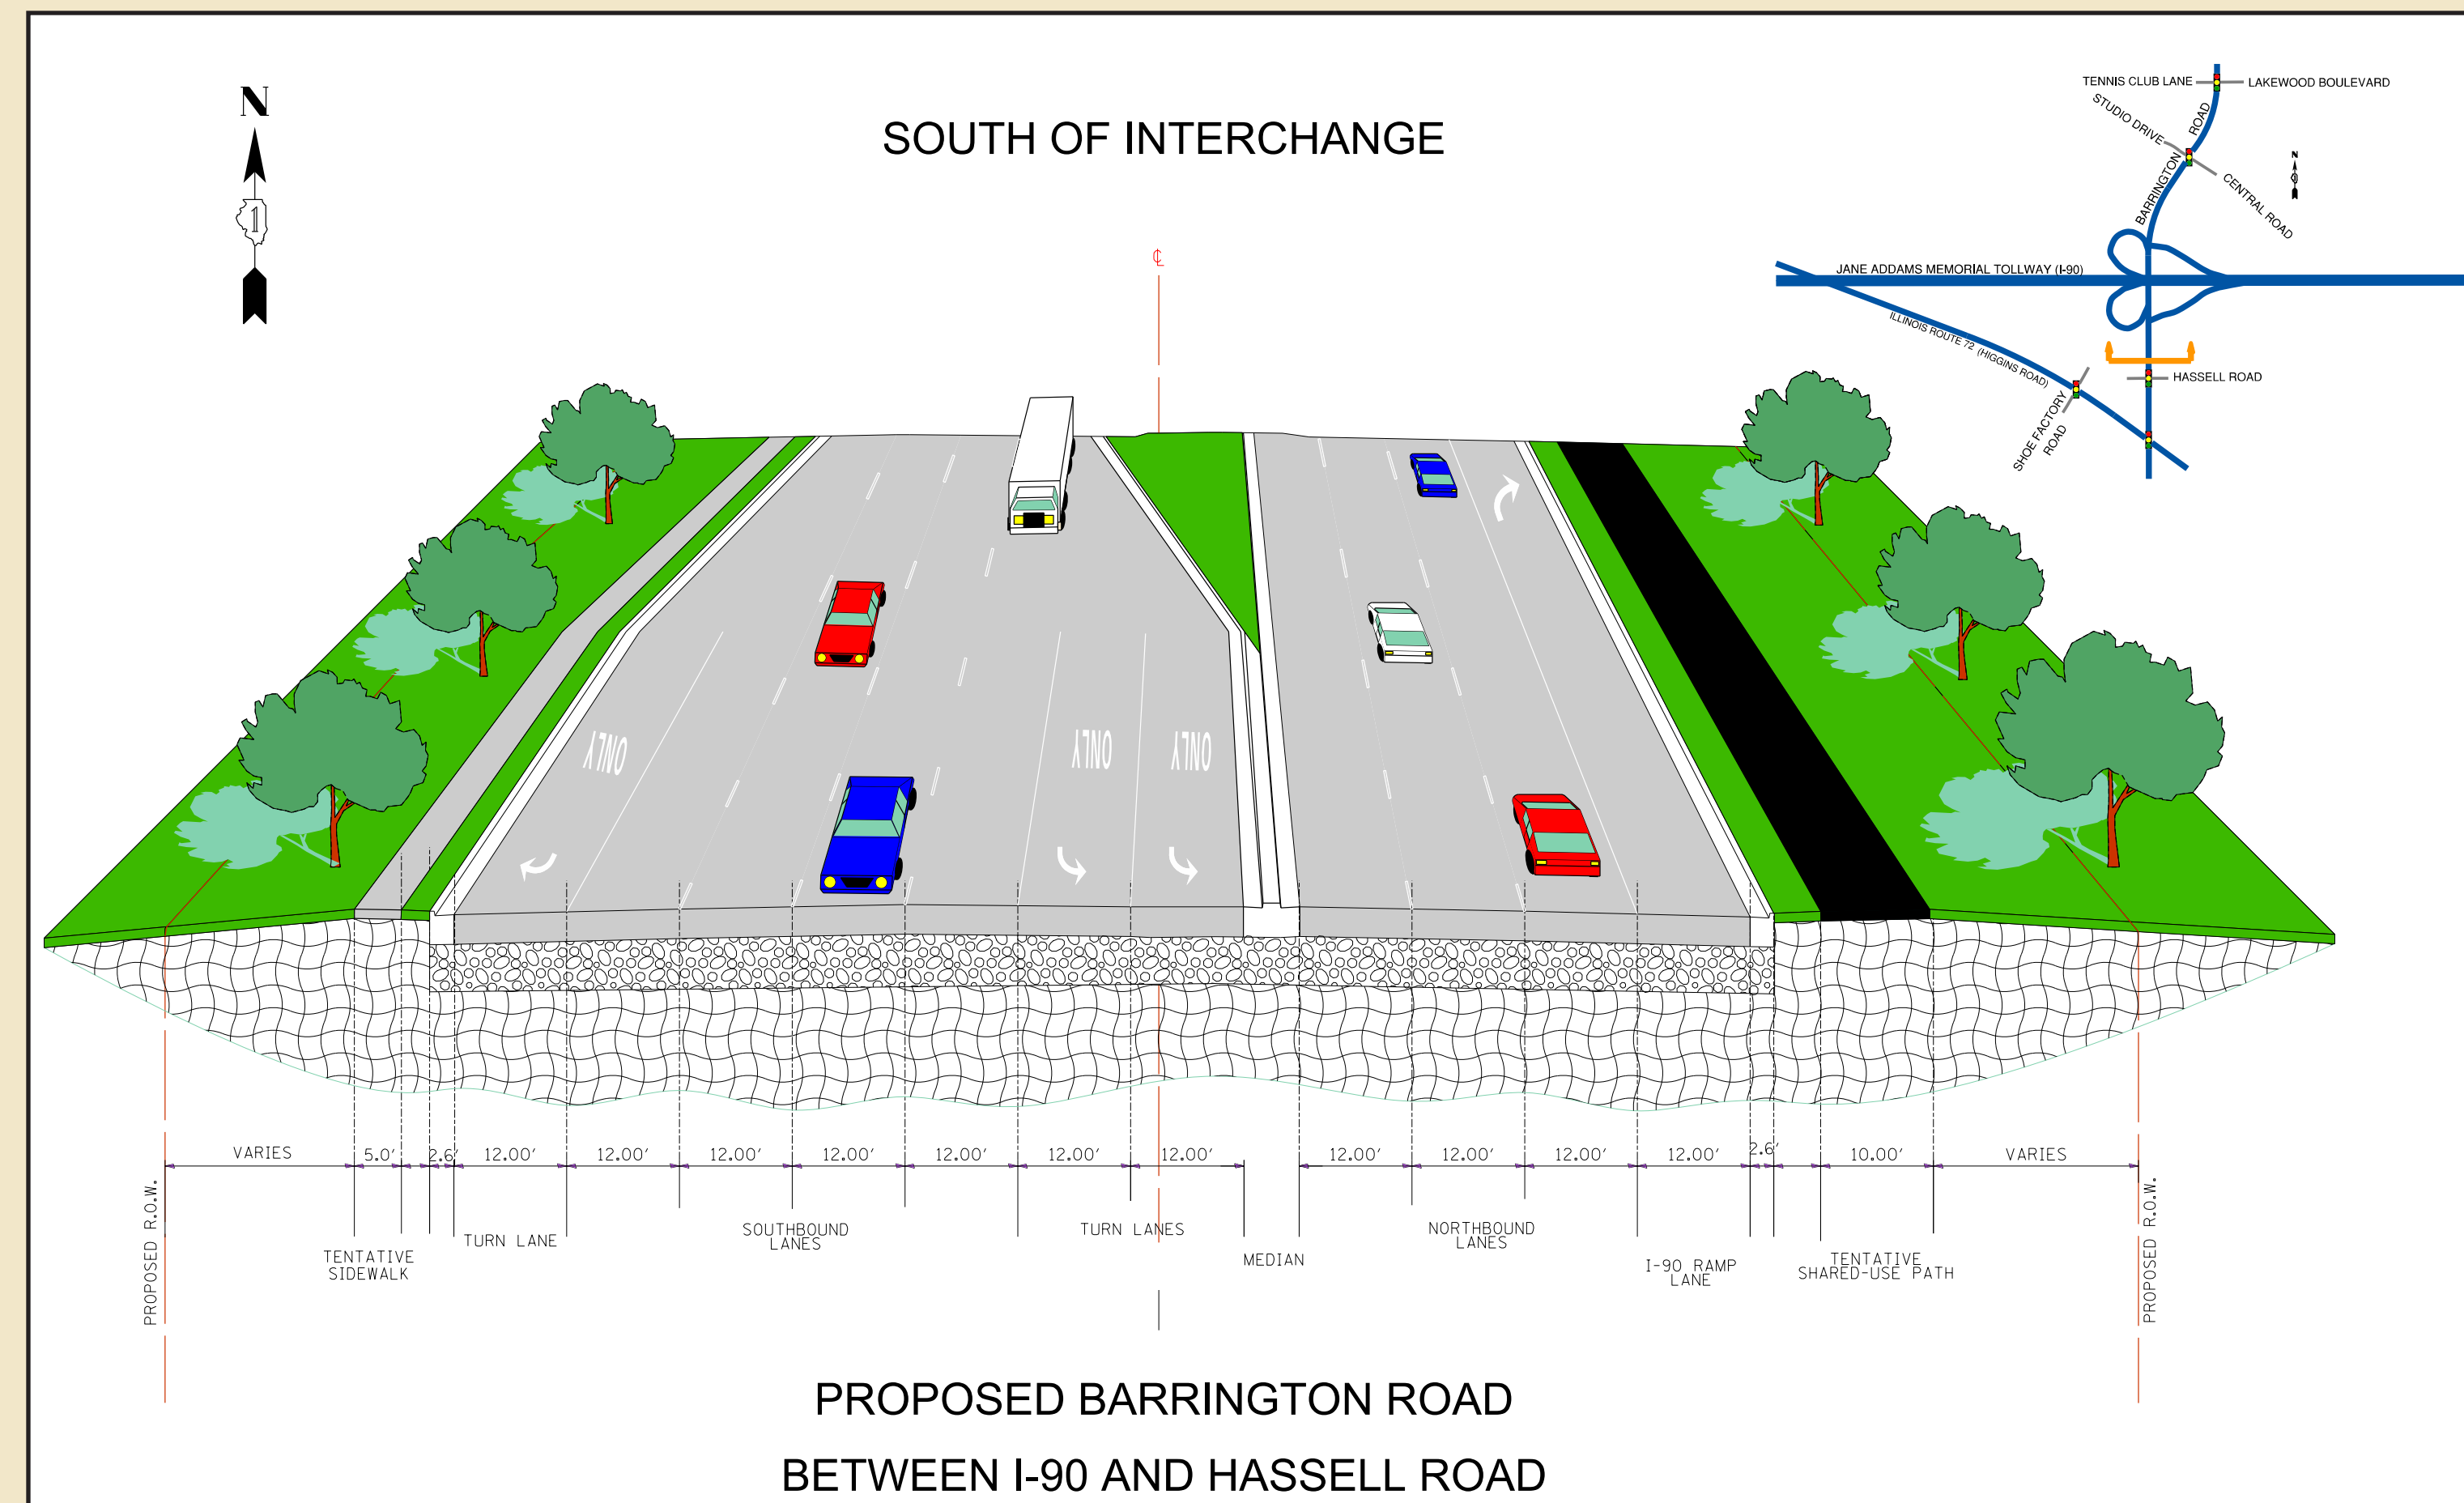 N
1
SOUTH OF INTERCHANGE
TENNIS CLUB LANE
LAKEWOOD BOULEVARD
STUDIO DRIVE
BARRINGTON ROAD
CENTRAL ROAD
N
JANE ADDAMS MEMORIAL TOLLWAY (I-90)
ILLINOIS ROUTE 72 (HIGGINS ROAD)
HASSELL ROAD
SHOE FACTORY
ROAD
℄
ONLY
ONLY
ONLY
VARIES
5.0'
2.6'
12.00'
12.00'
12.00'
12.00'
12.00'
12.00'
12.00'
12.00'
12.00'
12.00'
12.00'
2.6'
10.00'
VARIES
PROPOSED R.O.W.
TENTATIVE
SIDEWALK
TURN LANE
SOUTHBOUND
LANES
TURN LANES
MEDIAN
NORTHBOUND
LANES
I-90 RAMP
LANE
TENTATIVE
SHARED-USE PATH
PROPOSED R.O.W.
PROPOSED BARRINGTON ROAD
BETWEEN I-90 AND HASSELL ROAD